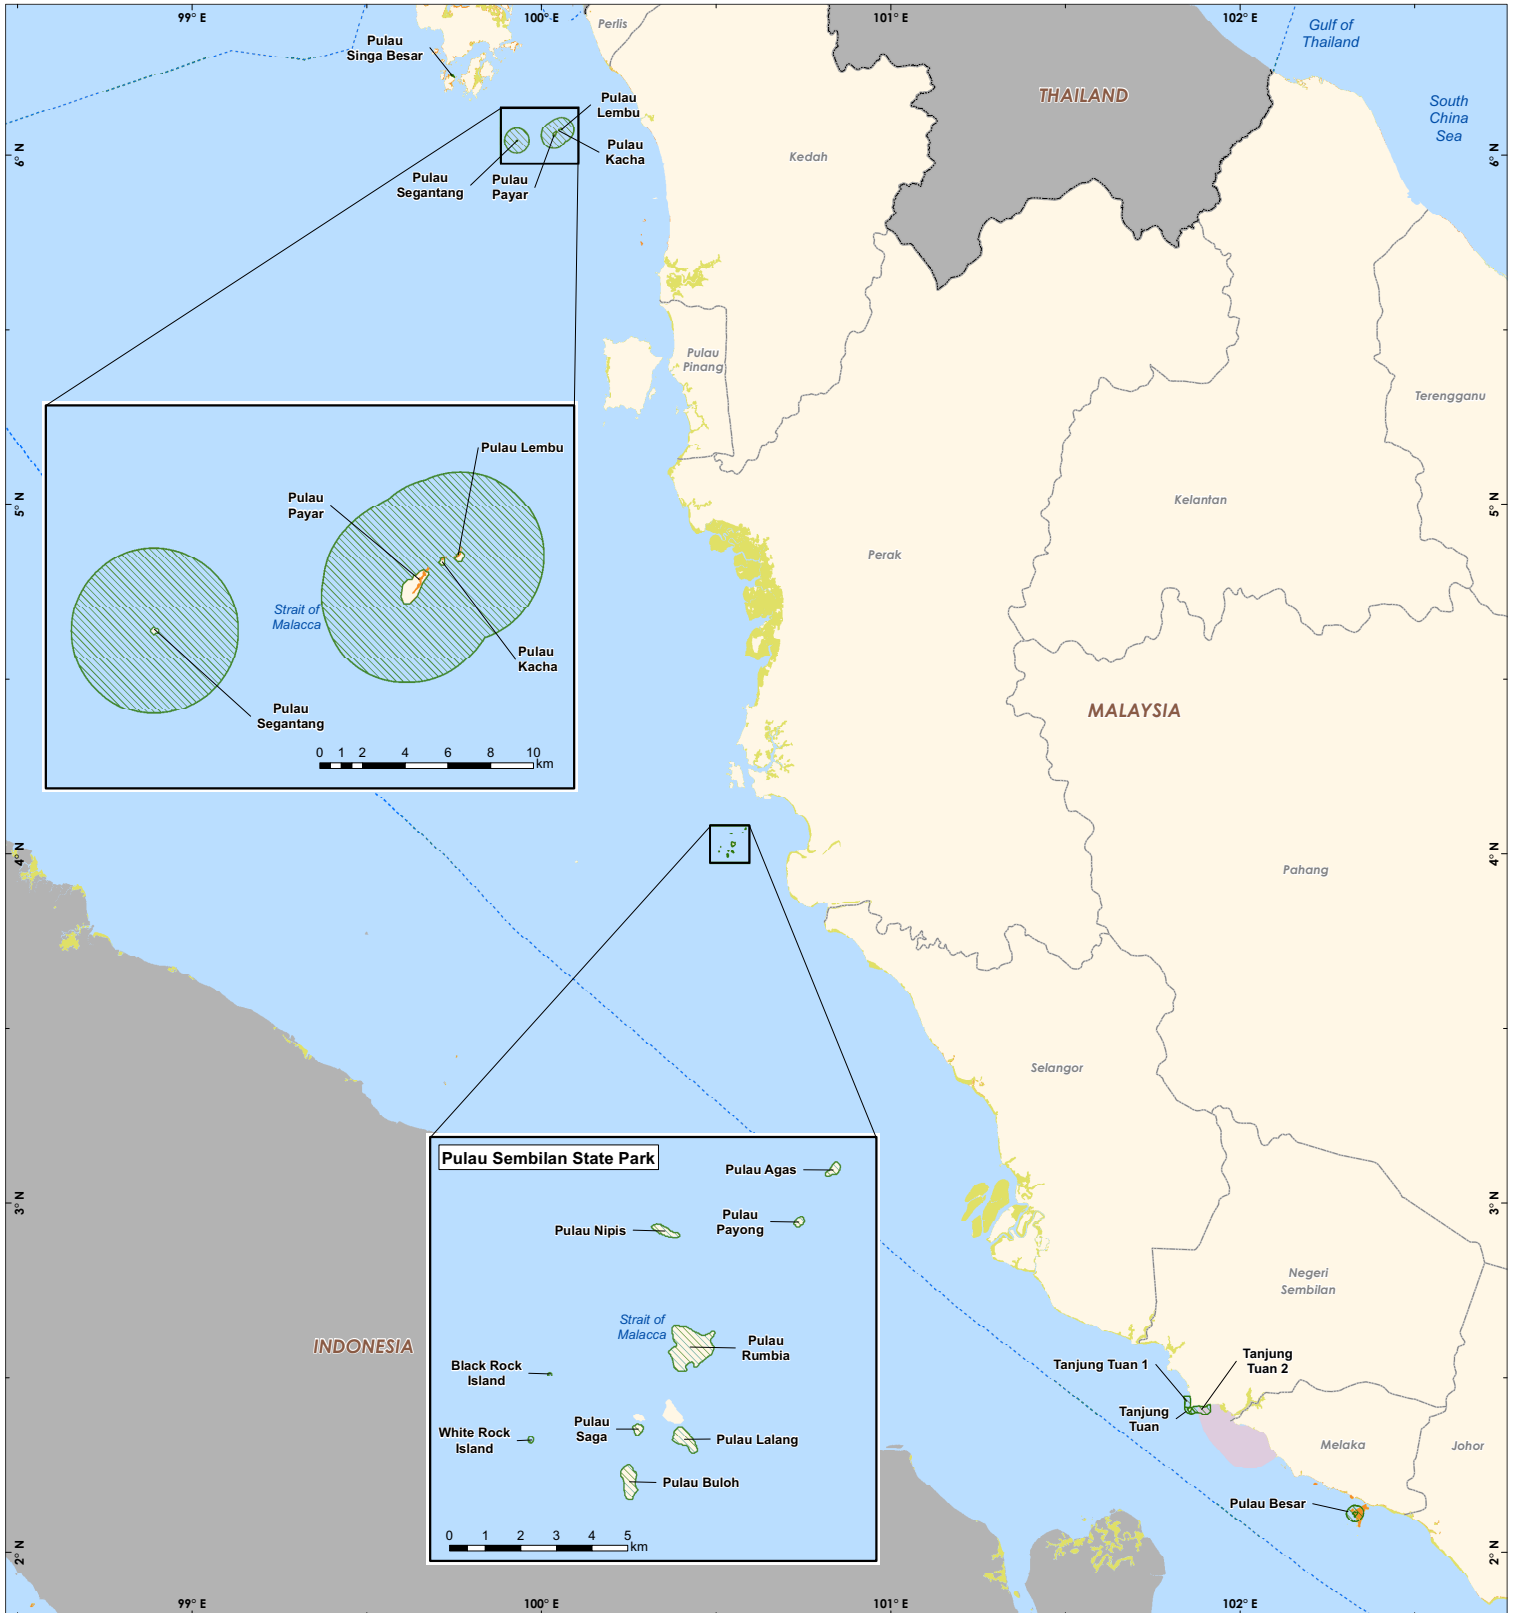 99° E
100° E
101° E
102° E
Perlis
Gulf of
Thailand
Pulau
Singa Besar
THAILAND
South
China
Sea
Pulau
Lembu
6° N
Pulau
Kacha
Kedah
6° N
Pulau
Segantang
Pulau
Payar
Pulau
Pinang
Terengganu
Pulau Lembu
Pulau
Payar
5° N
Kelantan
5° N
Perak
Strait of
Malacca
Pulau
Kacha
Pulau
Segantang
MALAYSIA
0 1 2 4 6 8 10
km
4° N
4° N
Pahang
Selangor
Pulau Sembilan State Park
Pulau Agas
3° N
3° N
Pulau
Payong
Pulau Nipis
Negeri
Sembilan
Strait of
Malacca
INDONESIA
Pulau
Rumbia
Black Rock
Island
Tanjung Tuan 1
Tanjung
Tuan 2
Tanjung
Tuan
Pulau
Saga
White Rock
Island
Pulau Lalang
Melaka
Johor
Pulau Buloh
Pulau Besar
0 1 2 3 4 5
km
2° N
2° N
99° E
100° E
101° E
102° E